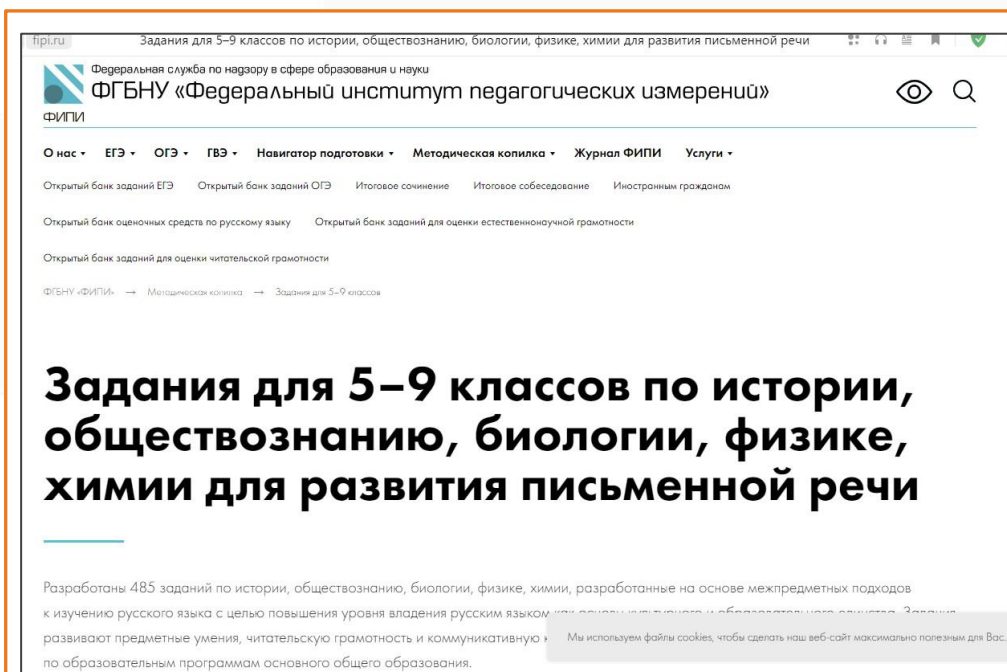 fipi.ru Задания для 5–9 классов по истории, обществознанию, биологии, физике, химии для развития письменной речи
Федеральная служба по надзору в сфере образования и науки
ФГБНУ «Федеральный институт педагогических измерений»
ФИПИ
О нас ЕГЭ ОГЭ ГВЭ Навигатор подготовки Методическая копилка Журнал ФИПИ Услуги
Открытый банк заданий ЕГЭ Открытый банк заданий ОГЭ Итоговое сочинение Итоговое собеседование Иностранным гражданам
Открытый банк оценочных средств по русскому языку Открытый банк заданий для оценки естественнонаучной грамотности
Открытый банк заданий для оценки читательской грамотности
ФГБНУ «ФИПИ» → Методическая копилка → Задания для 5–9 классов
Задания для 5–9 классов по истории,
обществознанию, биологии, физике,
химии для развития письменной речи
Разработаны 485 заданий по истории, обществознанию, биологии, физике, химии, разработанные на основе межпредметных подходов
к изучению русского языка с целью повышения уровня владения русским языком как основы культурного и образовательного единства. Задания
развивают предметные умения, читательскую грамотность и коммуникативную
Мы используем файлы cookies, чтобы сделать наш веб-сайт максимально полезным для Вас.
по образовательным программам основного общего образования.